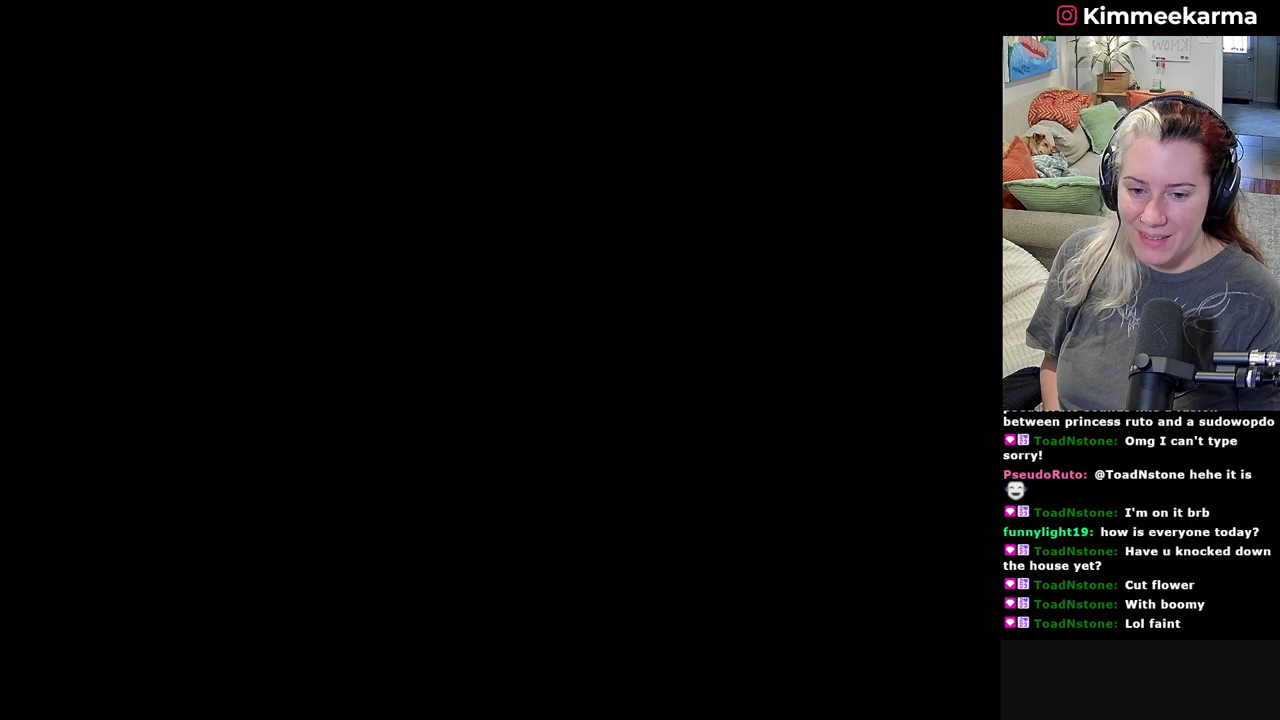 Kimmeekarma
between princess ruto and a sudowopdo
ToadNstone: Omg I can't type
sorry!
PseudoRuto: @ToadNstone hehe it is
ToadNstone: I'm on it brb
funnylight19: how is everyone today?
ToadNstone: Have u knocked down
the house yet?
ToadNstone: Cut flower
ToadNstone: With boomy
ToadNstone: Lol faint